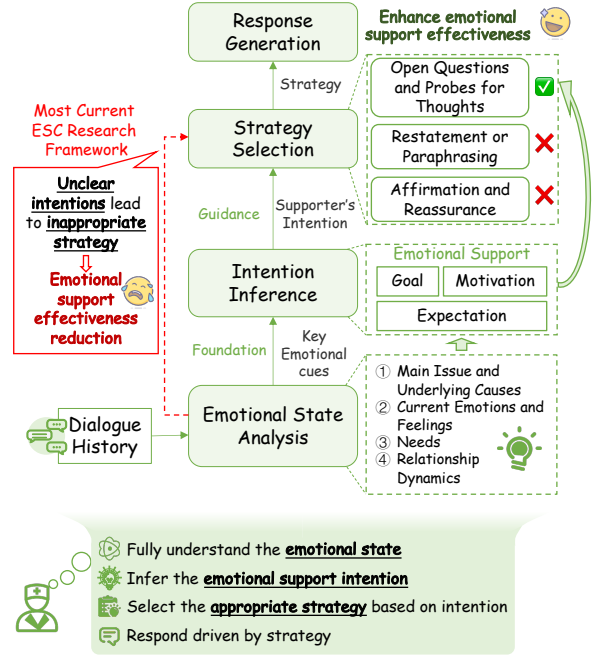 Response
Generation
Enhance emotional
support effectiveness
Strategy
Open Questions
and Probes for
Thoughts
Most Current
ESC Research
Framework
Strategy
Selection
Restatement or
Paraphrasing
Affirmation and
Reassurance
Unclear
intentions lead
to inappropriate
strategy
Emotional
support
effectiveness
reduction
Guidance
Supporter's
Intention
Intention
Inference
Emotional Support
Goal
Motivation
Expectation
Foundation
Key
Emotional
cues
Dialogue
History
Emotional State
Analysis
① Main Issue and
Underlying Causes
② Current Emotions and
Feelings
③ Needs
④ Relationship
Dynamics
Fully understand the emotional state
Infer the emotional support intention
Select the appropriate strategy based on intention
Respond driven by strategy